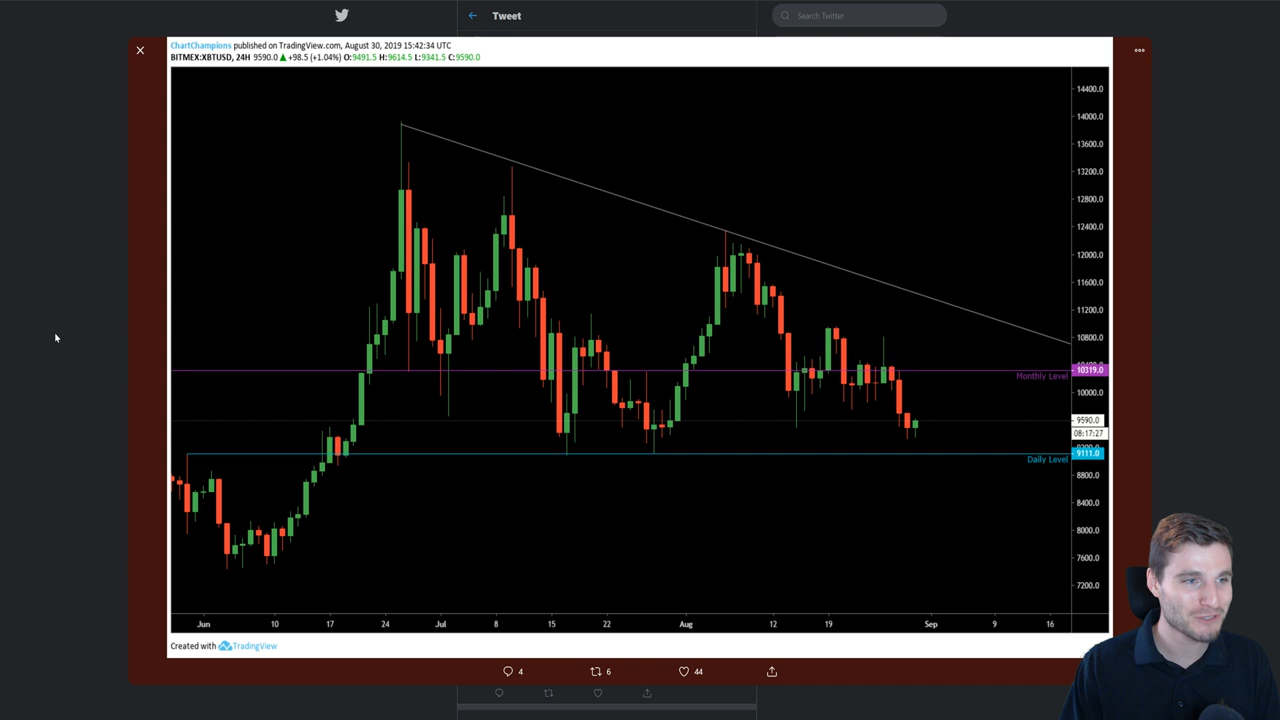 Tweet
Search Twitter
ChartChampions published on TradingView.com, August 30, 2019 15:42:34 UTC
BITMEX:XBTUSD, 24H 9590.0 ▲ +98.5 (+1.04%) O:9491.5 H:9614.5 L:9341.5 C:9590.0
14400.0
14000.0
13600.0
13200.0
12800.0
12400.0
12000.0
11600.0
11200.0
10800.0
10319.0
Monthly Level
10000.0
9590.0
08:17:27
9111.0
Daily Level
8800.0
8400.0
8000.0
7600.0
7200.0
Jun 10 17 24 Jul 8 15 22 Aug 12 19 Sep 9 16
Created with TradingView
4 6 44